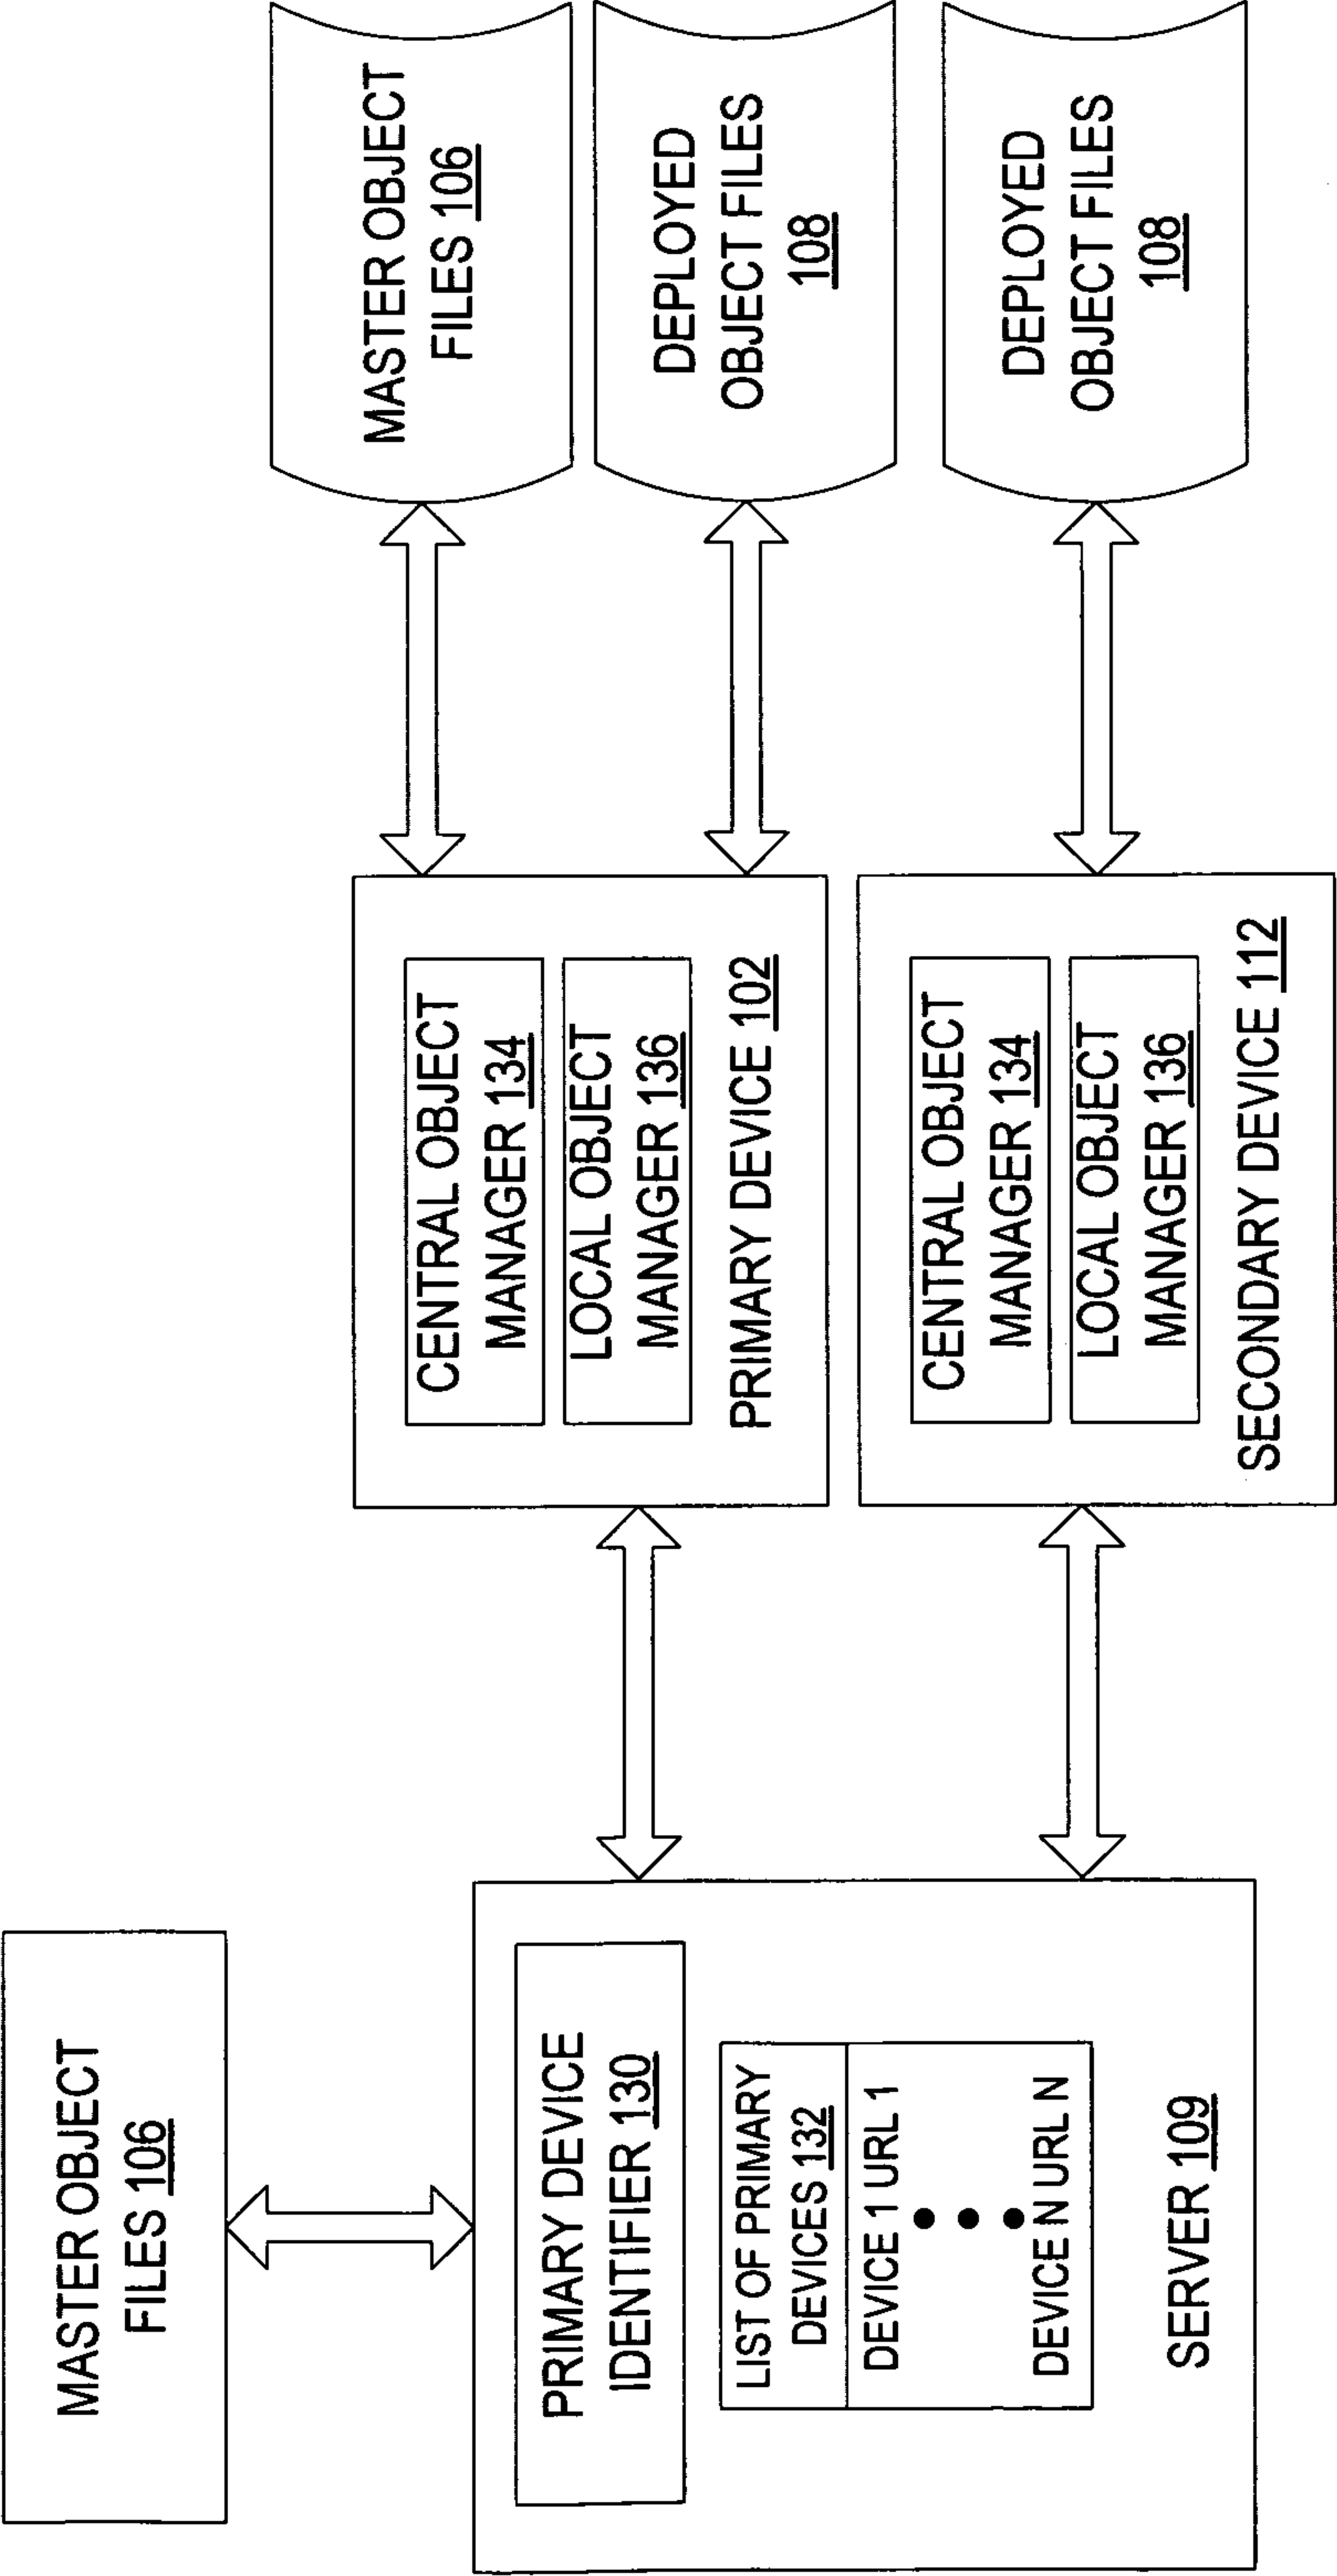 MASTER OBJECT
FILES 106
PRIMARY DEVICE
IDENTIFIER 130
LIST OF PRIMARY
DEVICES 132
DEVICE 1 URL 1
DEVICE N URL N
SERVER 109
CENTRAL OBJECT
MANAGER 134
LOCAL OBJECT
MANAGER 136
PRIMARY DEVICE 102
CENTRAL OBJECT
MANAGER 134
LOCAL OBJECT
MANAGER 136
SECONDARY DEVICE 112
MASTER OBJECT
FILES 106
DEPLOYED
OBJECT FILES
108
DEPLOYED
OBJECT FILES
108